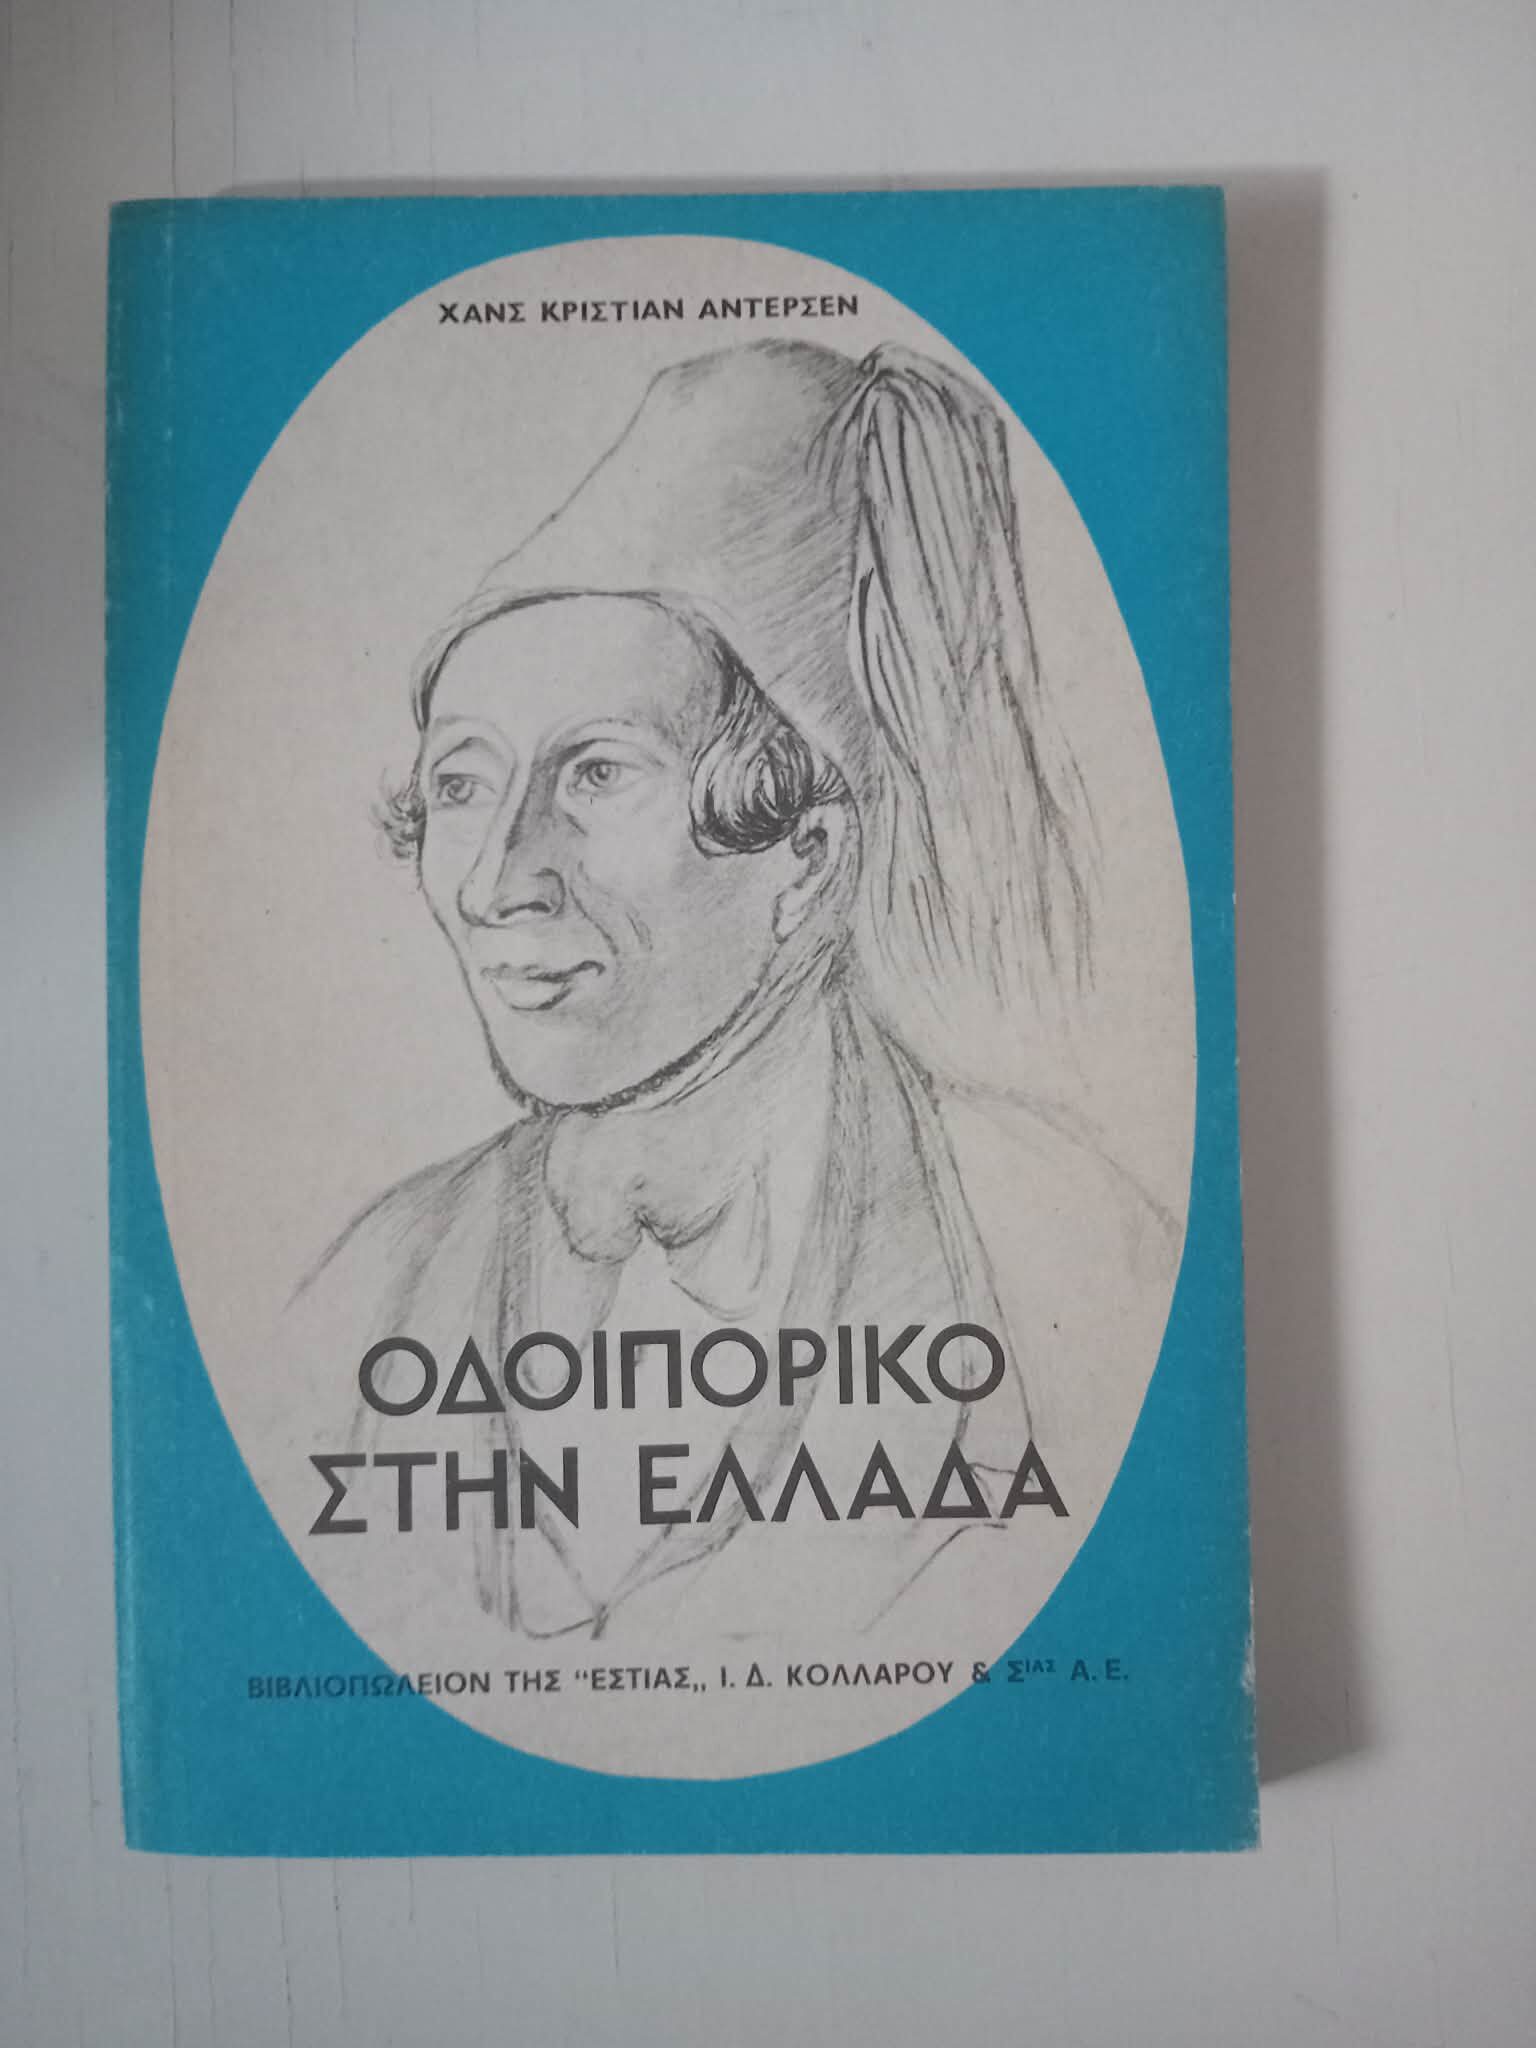 ΧΑΝΣ ΚΡΙΣΤΙΑΝ ΑΝΤΕΡΣΕΝ
ΟΔΟΙΠΟΡΙΚΟ
ΣΤΗΝ ΕΛΛΑΔΑ
ΒΙΒΛΙΟΠΩΛΕΙΟΝ ΤΗΣ “ΕΣΤΙΑΣ„ Ι. Δ. ΚΟΛΛΑΡΟΥ & ΣΙΑΣ Α.Ε.